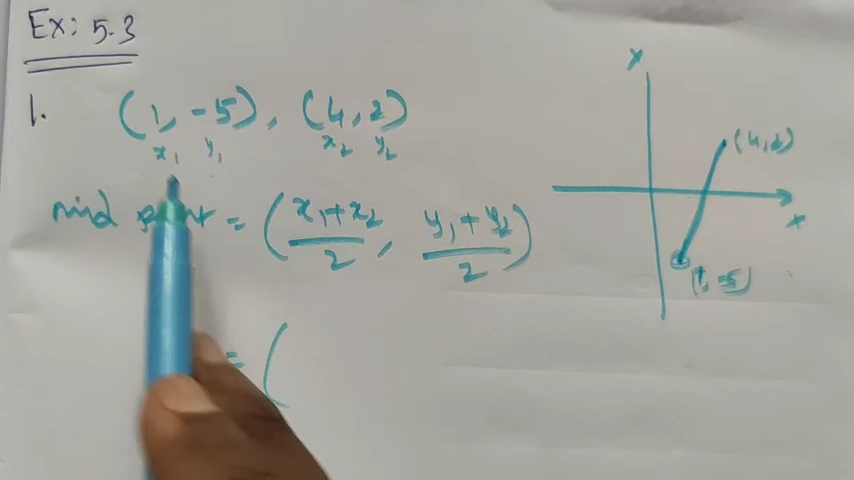 Ex: 5.3
1. (1, -5), (4, 2)
x₁ y₁ x₂ y₂
mid = (x₁+x₂/2, y₁+y₂/2)
= (
y
(4,2)
x
(1, -5)